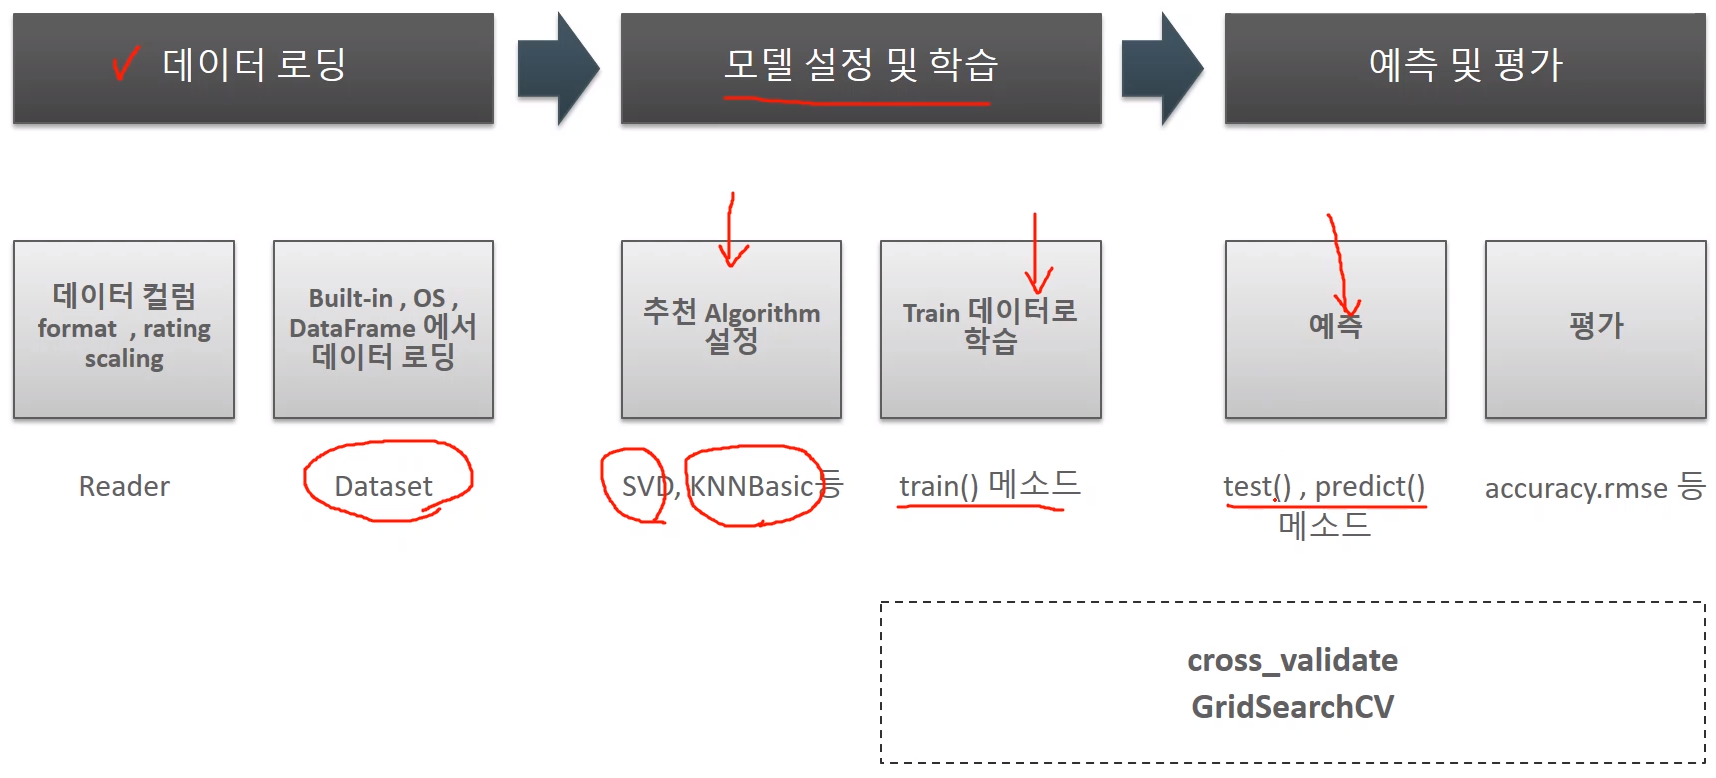 데이터 로딩
모델 설정 및 학습
예측 및 평가
데이터 컬럼
format , rating
scaling
Built-in , OS ,
DataFrame 에서
데이터 로딩
추천 Algorithm
설정
Train 데이터로
학습
예측
평가
Reader
Dataset
SVD, KNNBasic등
train() 메소드
test() , predict()
메소드
accuracy.rmse 등
cross_validate
GridSearchCV